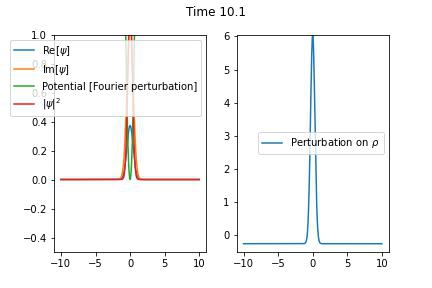 Time 10.1
1.0
0.8
0.6
0.4
0.2
0.0
−0.2
−0.4
Re[ψ]
Im[ψ]
Potential [Fourier perturbation]
|ψ|²
−10 −5 0 5 10
6
5
4
3
2
1
0
Perturbation on ρ
−10 −5 0 5 10